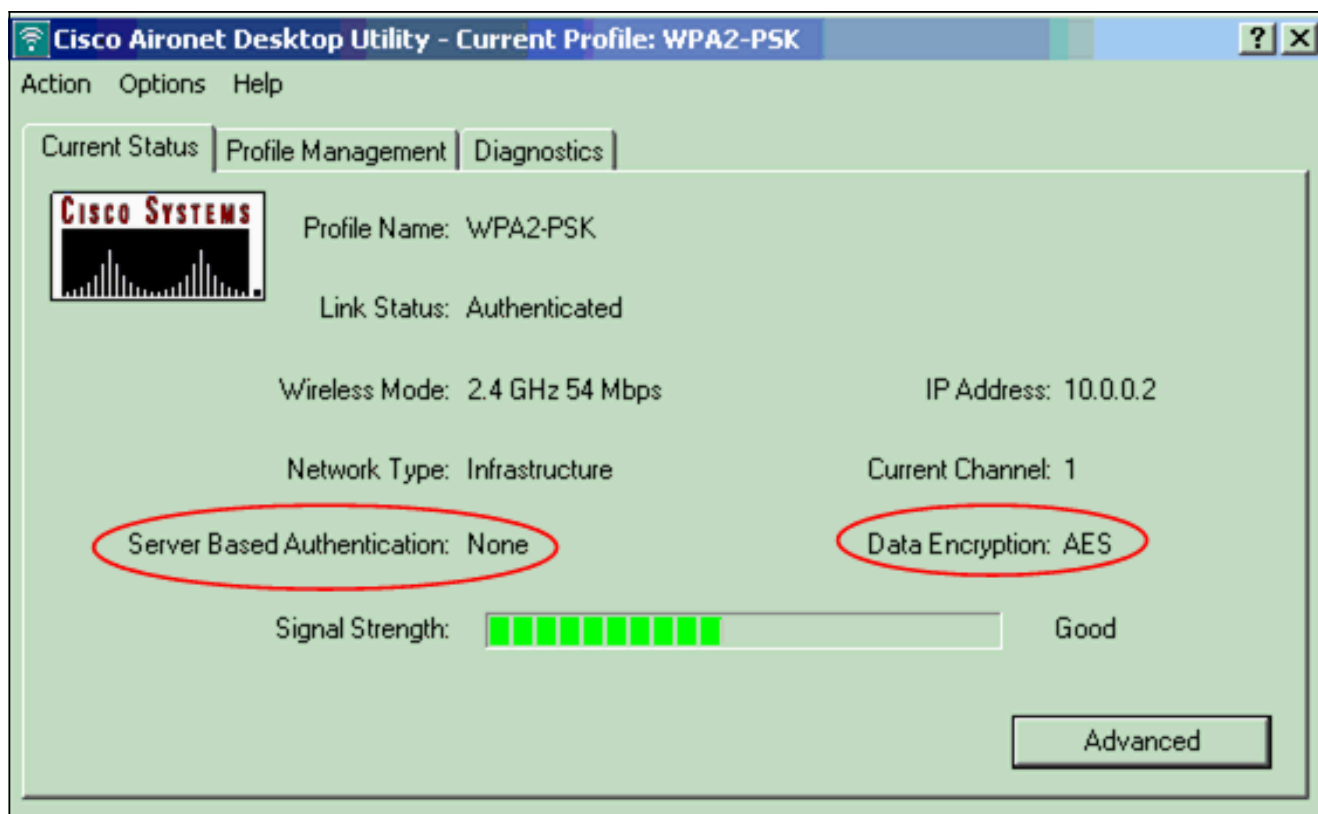 Cisco Aironet Desktop Utility - Current Profile: WPA2-PSK
? X
Action Options Help
Current Status Profile Management Diagnostics
CISCO SYSTEMS
Profile Name: WPA2-PSK
Link Status: Authenticated
Wireless Mode: 2.4 GHz 54 Mbps IP Address: 10.0.0.2
Network Type: Infrastructure Current Channel: 1
Server Based Authentication: None Data Encryption: AES
Signal Strength: Good
Advanced